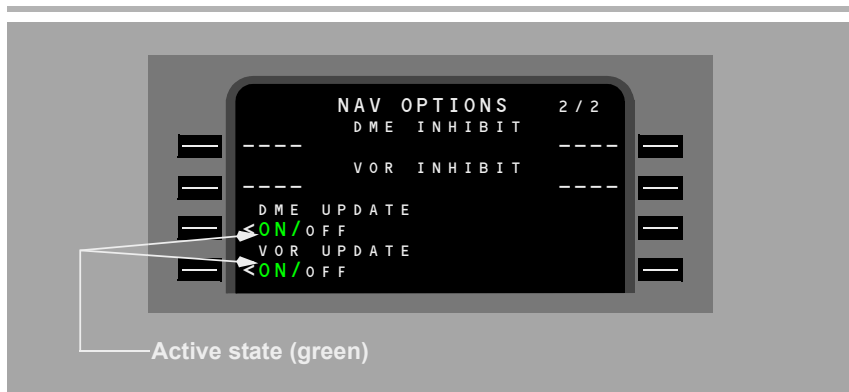 NAV OPTIONS 2/2
DME INHIBIT
---- ----
VOR INHIBIT
---- ----
DME UPDATE
<ON/OFF
VOR UPDATE
<ON/OFF
Active state (green)